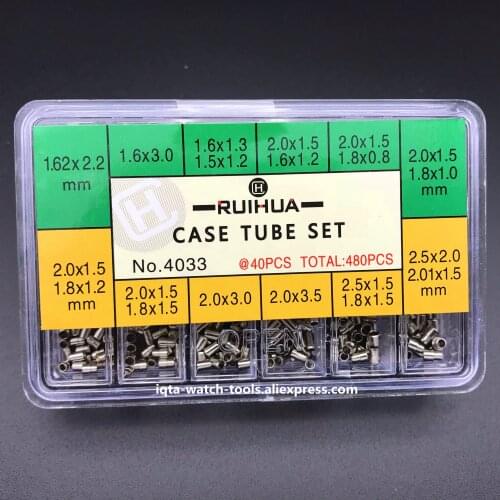 1.62x2.2
mm
1.6x3.0
1.6x1.3
1.5x1.2
2.0x1.5
1.6x1.2
2.0x1.5
1.8x0.8
2.0x1.5
1.8x1.0
mm
H
RUIHUA
CASE TUBE SET
No.4033
@40PCS TOTAL:480PCS
2.0x1.5
1.8x1.2
mm
2.0x1.5
1.8x1.5
2.0x3.0
2.0x3.5
2.5x1.5
1.8x1.5
2.5x2.0
2.01x1.5
mm
iqta-watch-tools.aliexpress.com/